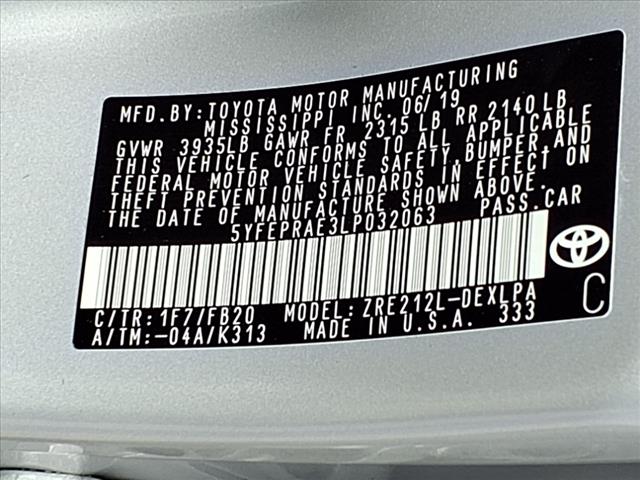 MFD.BY:TOYOTA MOTOR MANUFACTURING
MISSISSIPPI INC. 06/19
GVWR 3935LB GAWR FR 2315 LB RR 2140 LB
THIS VEHICLE CONFORMS TO ALL APPLICABLE
FEDERAL MOTOR VEHICLE SAFETY,BUMPER,AND
THEFT PREVENTION STANDARDS IN EFFECT ON
THE DATE OF MANUFACTURE SHOWN ABOVE.
5YFEPRAE3LP032063 PASS.CAR
C/TR:1F7/FB20 MODEL:ZRE212L-DEXLPA
A/TM:-04A/K313 MADE IN U.S.A. 333
C